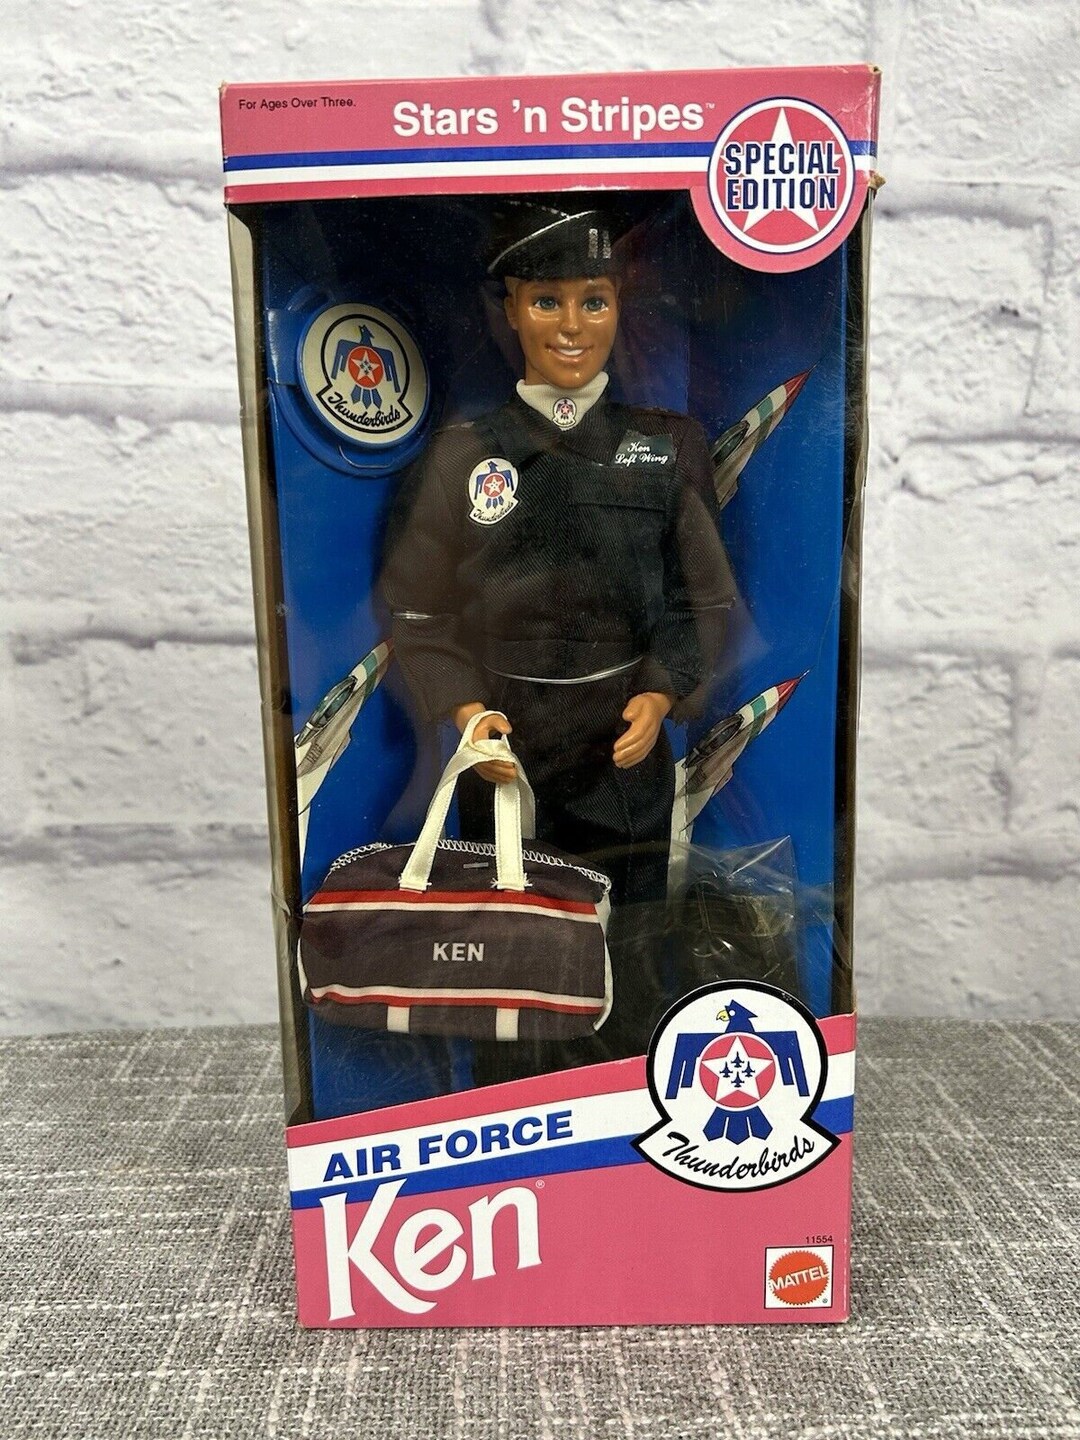 For Ages Over Three.
Stars 'n Stripes™
SPECIAL
EDITION
Thunderbirds
Ken
Left Wing
Thunderbirds
KEN
AIR FORCE
Ken®
Thunderbirds
11554
MATTEL
®